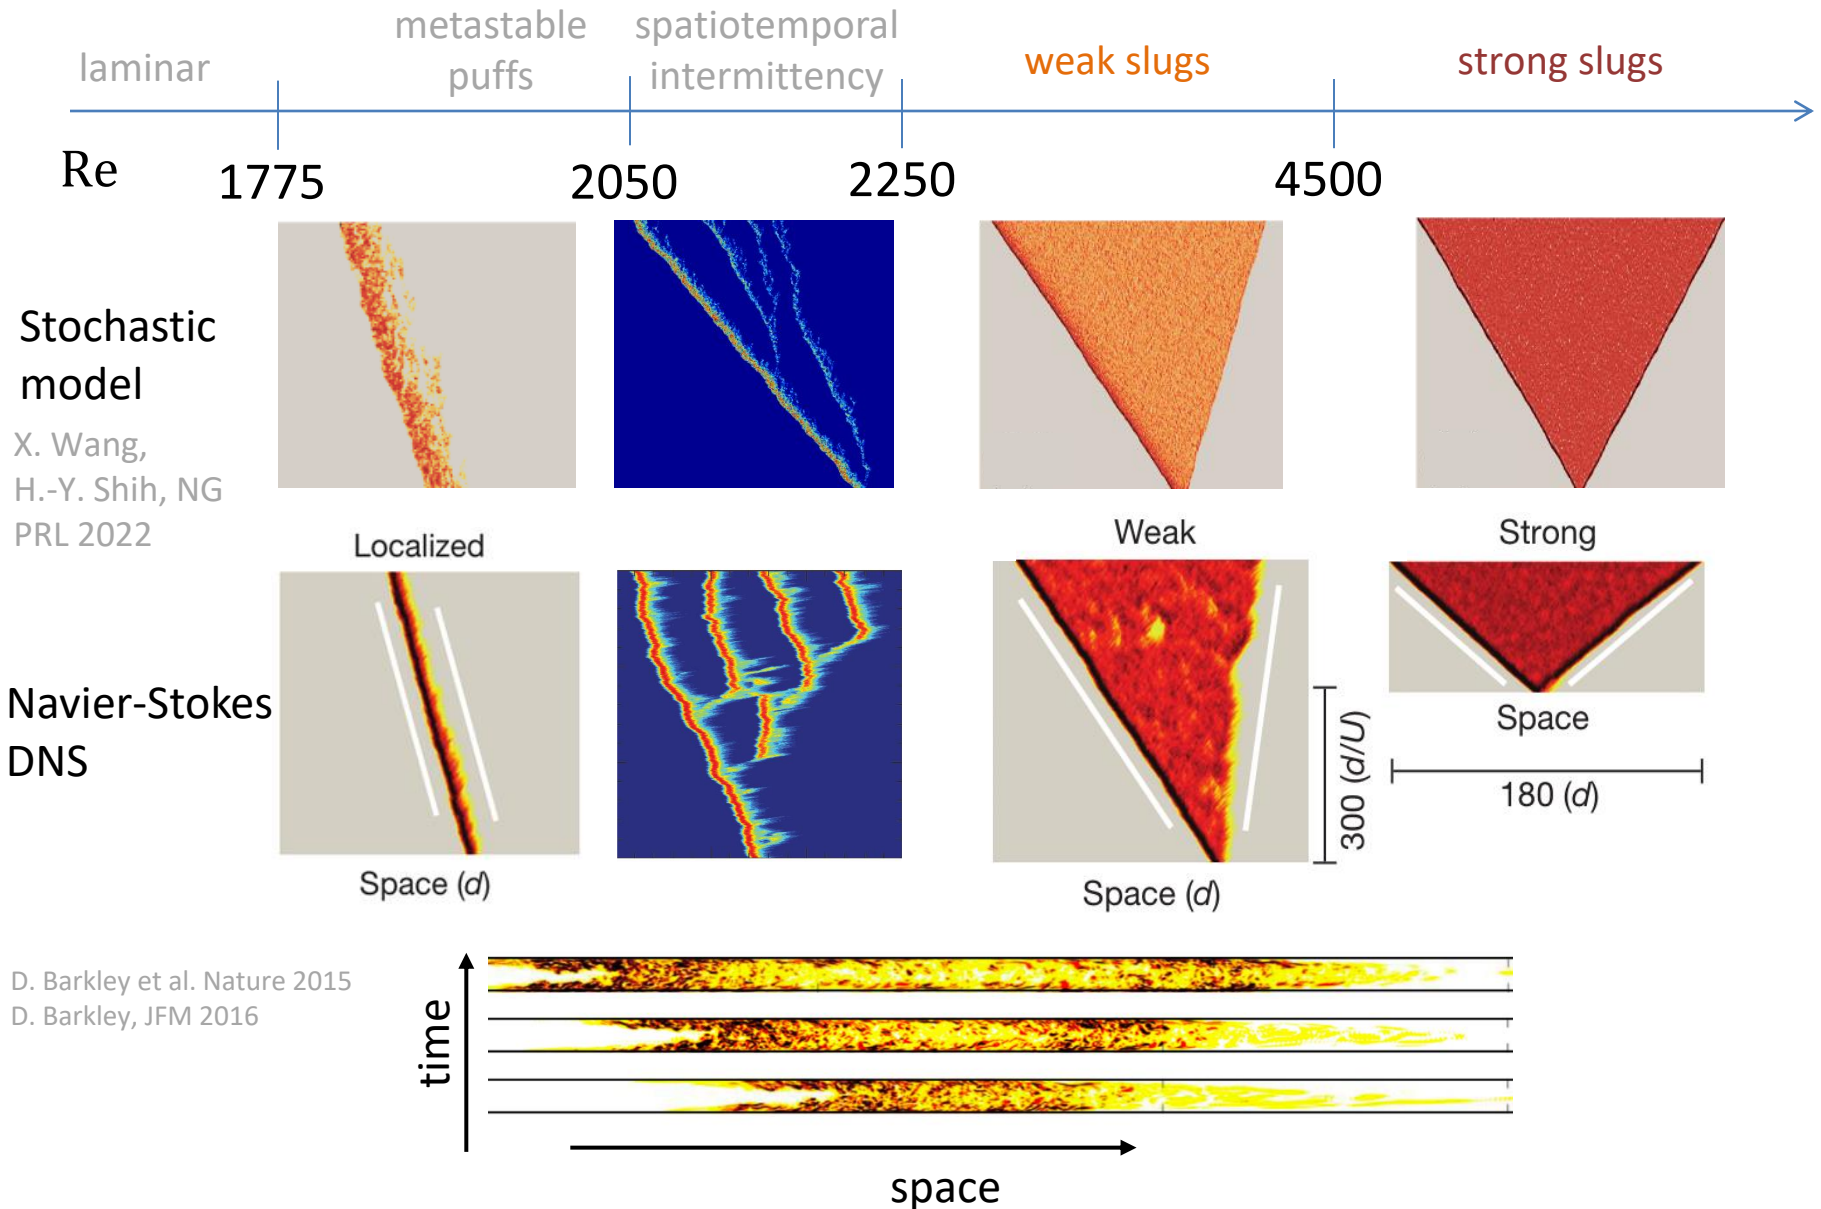 laminar
metastable
puffs
spatiotemporal
intermittency
weak slugs
strong slugs
Re
1775
2050
2250
4500
Stochastic
model
X. Wang,
H.-Y. Shih, NG
PRL 2022
Localized
Weak
Strong
Navier-Stokes
DNS
Space (d)
Space (d)
300 (d/U)
Space
180 (d)
D. Barkley et al. Nature 2015
D. Barkley, JFM 2016
time
space